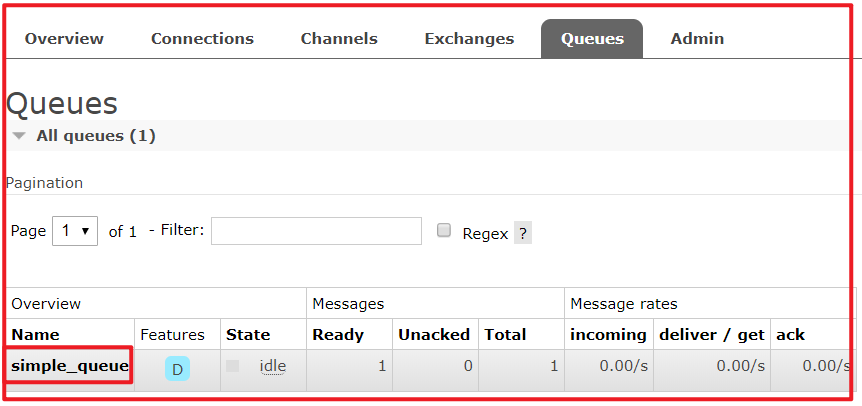 Overview Connections Channels Exchanges Queues Admin
Queues
All queues (1)
Pagination
Page 1 of 1 - Filter: Regex ?
Overview Messages Message rates
Name Features State Ready Unacked Total incoming deliver / get ack
simple_queue D idle 1 0 1 0.00/s 0.00/s 0.00/s